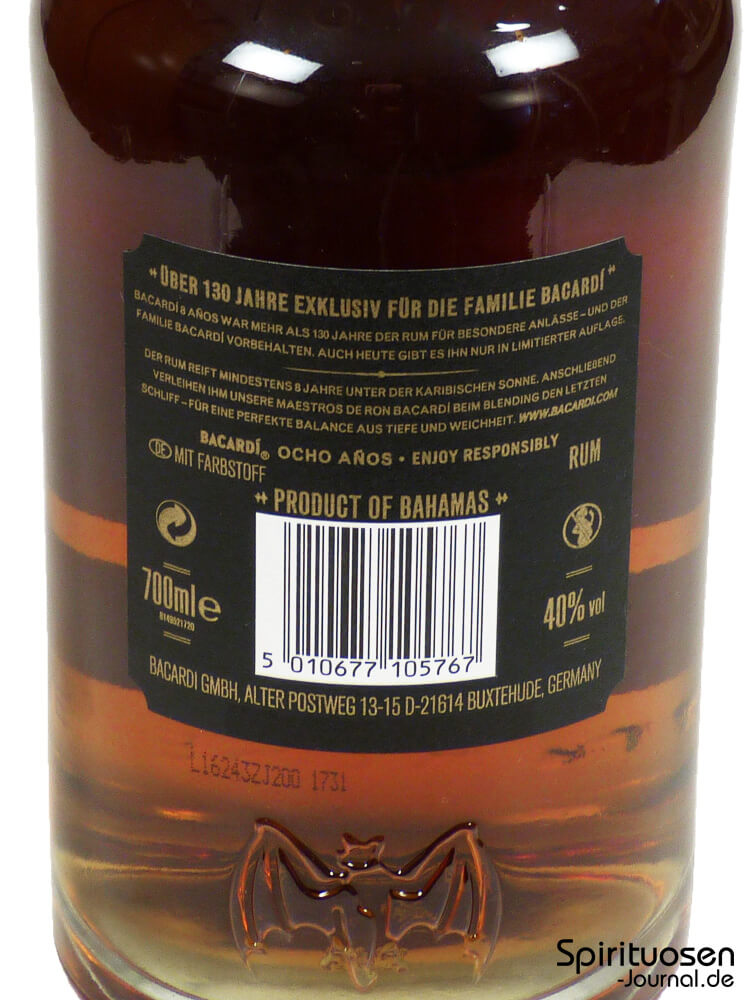 "ÜBER 130 JAHRE EXKLUSIV FÜR DIE FAMILIE BACARDÍ"
BACARDÍ 8 AÑOS WAR MEHR ALS 130 JAHRE DER RUM FÜR BESONDERE ANLÄSSE – UND DER
FAMILIE BACARDÍ VORBEHALTEN. AUCH HEUTE GIBT ES IHN NUR IN LIMITIERTER AUFLAGE.
DER RUM REIFT MINDESTENS 8 JAHRE UNTER DER KARIBISCHEN SONNE. ANSCHLIEßEND
VERLEIHEN IHM UNSERE MAESTROS DE RON BACARDÍ BEIM BLENDING DEN LETZTEN
SCHLIFF – FÜR EINE PERFEKTE BALANCE AUS TIEFE UND WEICHHEIT. WWW.BACARDI.COM
BACARDÍ® OCHO AÑOS • ENJOY RESPONSIBLY
DE MIT FARBSTOFF
RUM
PRODUCT OF BAHAMAS
700ml e
8149521720
40% vol
5 010677 105767
BACARDI GMBH, ALTER POSTWEG 13-15 D-21614 BUXTEHUDE, GERMANY
L16243ZJ200 1731
Spirituosen
-Journal.de